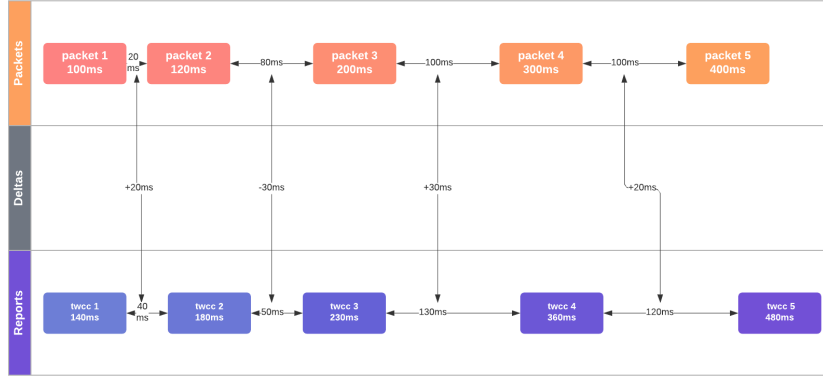 Packets
packet 1
100ms
20
ms
packet 2
120ms
80ms
packet 3
200ms
100ms
packet 4
300ms
100ms
packet 5
400ms
Deltas
+20ms
-30ms
+30ms
+20ms
Reports
twcc 1
140ms
40
ms
twcc 2
180ms
50ms
twcc 3
230ms
130ms
twcc 4
360ms
120ms
twcc 5
480ms